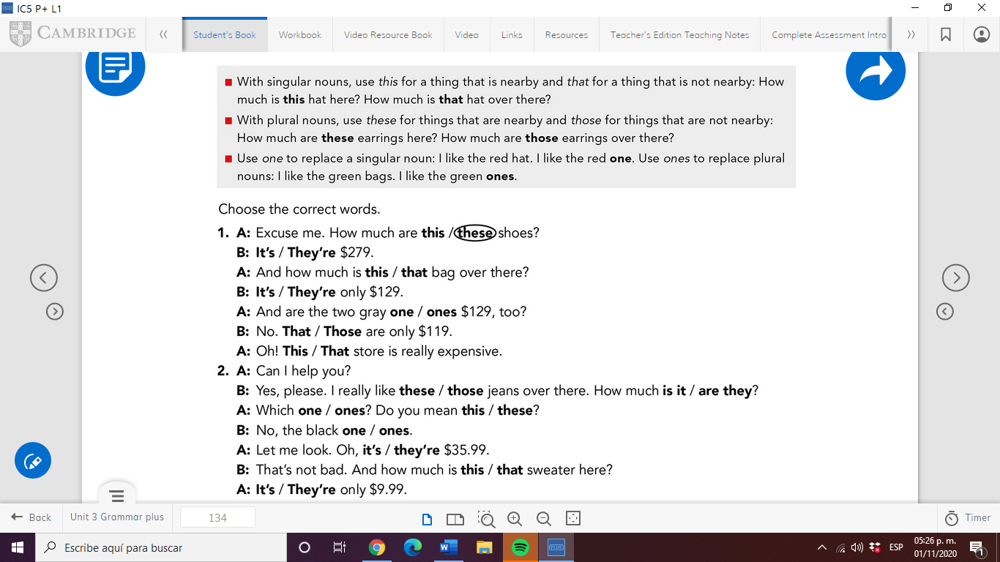 IC5 P+ L1
CAMBRIDGE
Student's Book
Workbook
Video Resource Book
Video
Links
Resources
Teacher's Edition Teaching Notes
Complete Assessment Intro
With singular nouns, use this for a thing that is nearby and that for a thing that is not nearby: How
much is this hat here? How much is that hat over there?
With plural nouns, use these for things that are nearby and those for things that are not nearby:
How much are these earrings here? How much are those earrings over there?
Use one to replace a singular noun: I like the red hat. I like the red one. Use ones to replace plural
nouns: I like the green bags. I like the green ones.
Choose the correct words.
1. A: Excuse me. How much are this / these shoes?
B: It's / They're $279.
A: And how much is this / that bag over there?
B: It's / They're only $129.
A: And are the two gray one / ones $129, too?
B: No. That / Those are only $119.
A: Oh! This / That store is really expensive.
2. A: Can I help you?
B: Yes, please. I really like these / those jeans over there. How much is it / are they?
A: Which one / ones? Do you mean this / these?
B: No, the black one / ones.
A: Let me look. Oh, it's / they're $35.99.
B: That's not bad. And how much is this / that sweater here?
A: It's / They're only $9.99.
Back
Unit 3 Grammar plus
134
Timer
Escribe aquí para buscar
PLUS
ESP
05:26 p. m.
01/11/2020
1